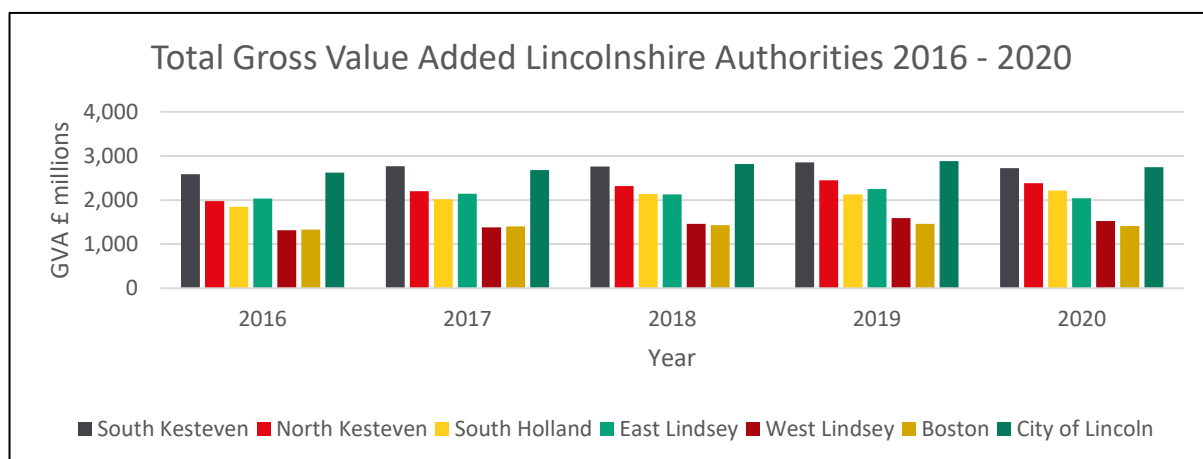 Total Gross Value Added Lincolnshire Authorities 2016 - 2020
GVA £ millions
4,000
3,000
2,000
1,000
0
2016 2017 2018 2019 2020
Year
South Kesteven North Kesteven South Holland East Lindsey West Lindsey Boston City of Lincoln